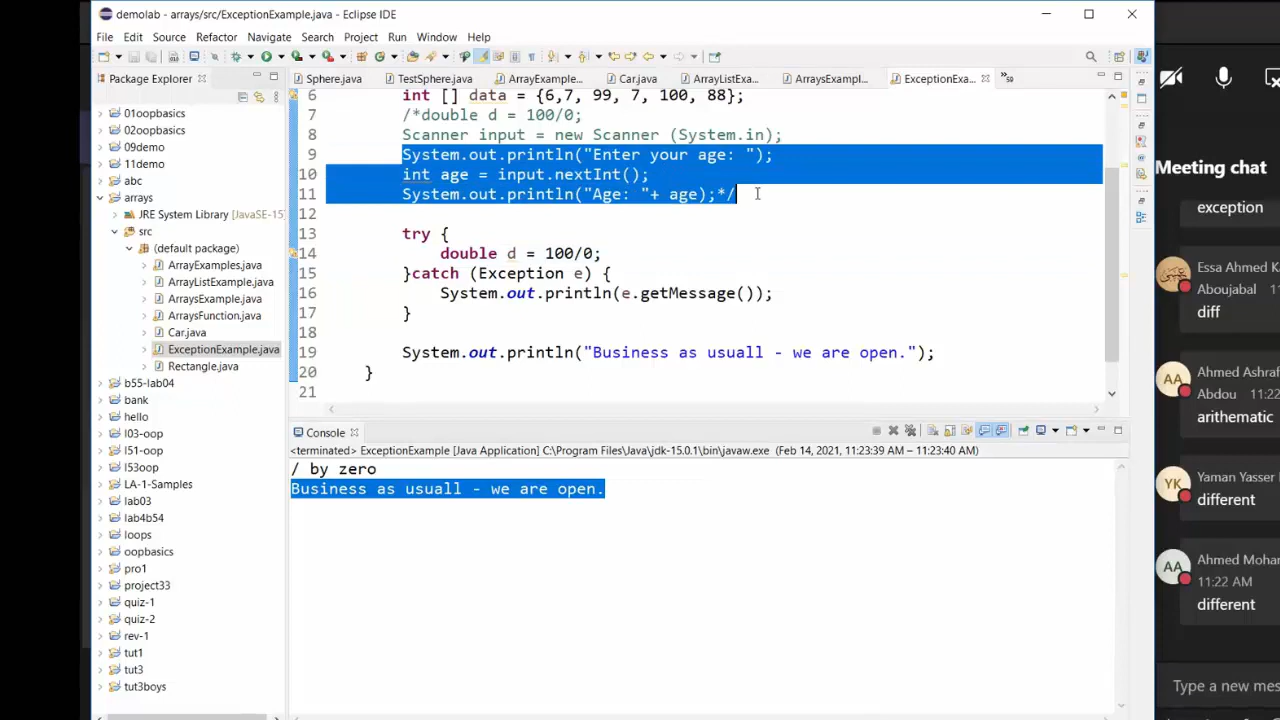 demolab - arrays/src/ExceptionExample.java - Eclipse IDE
File Edit Source Refactor Navigate Search Project Run Window Help
Package Explorer
Sphere.java TestSphere.java ArrayExample... Car.java ArrayListExa... ArraysExampl... ExceptionExa...
01oopbasics
02oopbasics
09demo
11demo
abc
arrays
JRE System Library [JavaSE-15]
src
(default package)
ArrayExamples.java
ArrayListExample.java
ArraysExample.java
ArraysFunction.java
Car.java
ExceptionExample.java
Rectangle.java
b55-lab04
bank
hello
l03-oop
l51-oop
l53oop
LA-1-Samples
lab03
lab4b54
loops
oopbasics
pro1
project33
quiz-1
quiz-2
rev-1
tut1
tut3
tut3boys
6 int [] data = {6,7, 99, 7, 100, 88};
7 /*double d = 100/0;
8 Scanner input = new Scanner (System.in);
9 System.out.println("Enter your age: ");
10 int age = input.nextInt();
11 System.out.println("Age: "+ age);*/
12
13 try {
14 double d = 100/0;
15 }catch (Exception e) {
16 System.out.println(e.getMessage());
17 }
18
19 System.out.println("Business as usuall - we are open.");
20 }
21
Console
<terminated> ExceptionExample [Java Application] C:\Program Files\Java\jdk-15.0.1\bin\javaw.exe (Feb 14, 2021, 11:23:39 AM – 11:23:40 AM)
/ by zero
Business as usuall - we are open.
Meeting chat
exception
Essa Ahmed K
Aboujabal 11
diff
AA Ahmed Ashraf
Abdou 11:22
arithematic
YK Yaman Yasser
different
AA Ahmed Moha
11:22 AM
different
Type a new mes